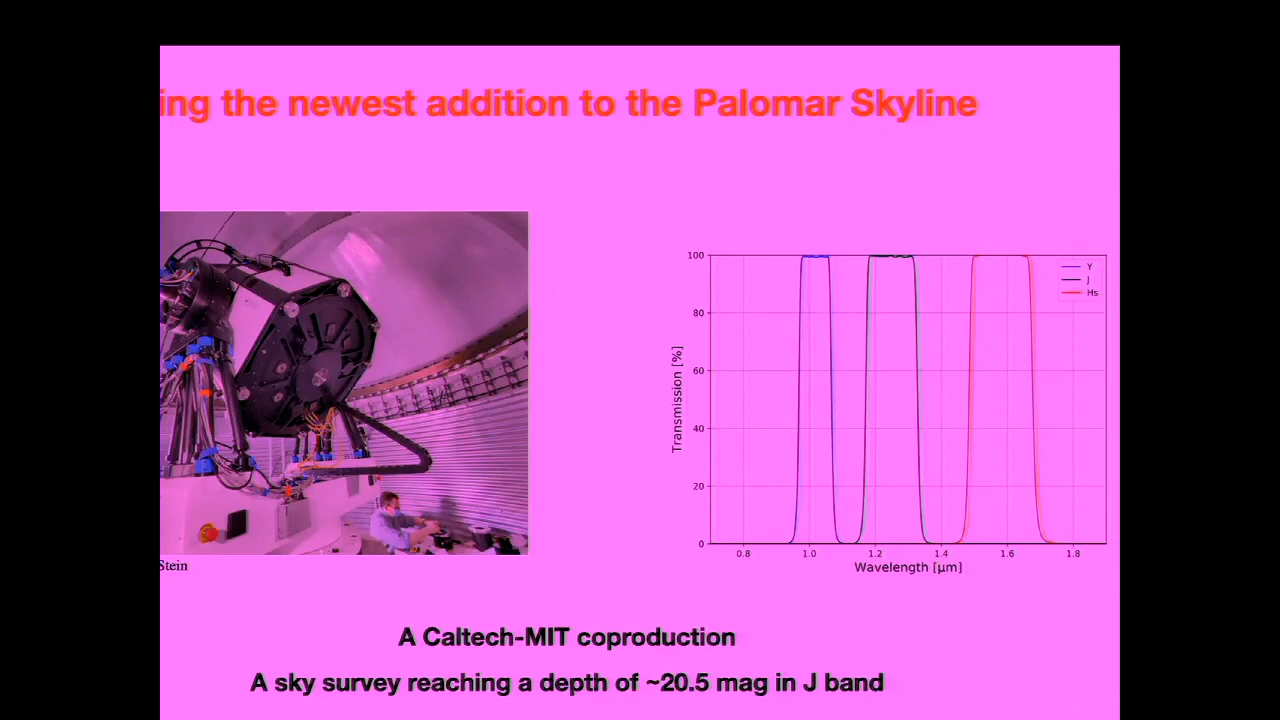 ing the newest addition to the Palomar Skyline
100
80
60
40
20
0
Transmission [%]
Y
J
Hs
0.8 1.0 1.2 1.4 1.6 1.8
Wavelength [μm]
Stein
A Caltech-MIT coproduction
A sky survey reaching a depth of ~20.5 mag in J band